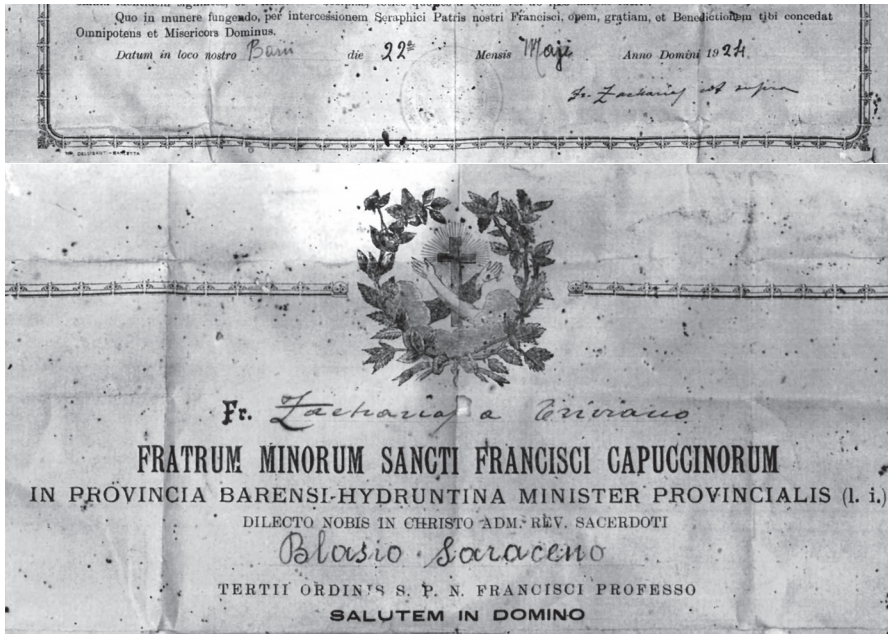 Quo in munere fungendo, per intercessionem Seraphici Patris nostri Francisci, opem, gratiam, et Benedictionem tibi concedat
Omnipotens et Misericors Dominus.
Datum in loco nostro Barii die 22ª Mensis Maji Anno Domini 1924.
Fr. Zacharias ut supra
Fr. Zacharias a Triviano
FRATRUM MINORUM SANCTI FRANCISCI CAPUCCINORUM
IN PROVINCIA BARENSI-HYDRUNTINA MINISTER PROVINCIALIS (l. i.)
DILECTO NOBIS IN CHRISTO ADM. REV. SACERDOTI
Blasio Saraceno
TERTII ORDINIS S. P. N. FRANCISCI PROFESSO
SALUTEM IN DOMINO